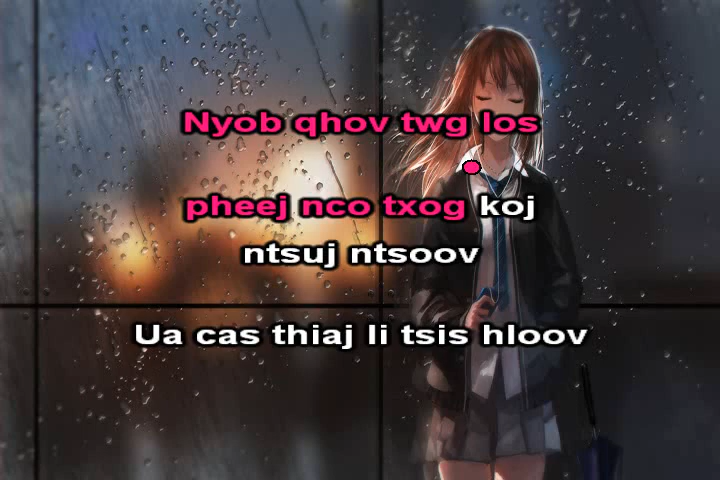 Nyob qhov twg los
pheej nco txog koj
ntsuj ntsoov
Ua cas thiaj li tsis hloov